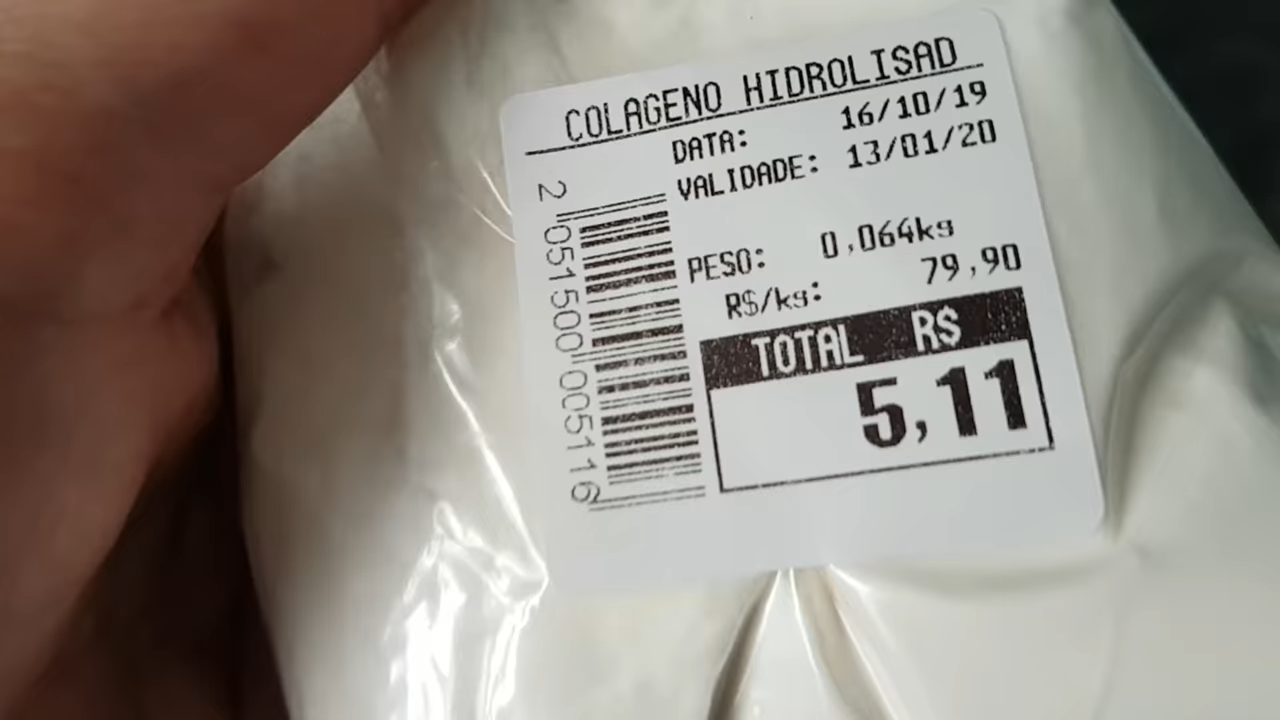 COLAGENO HIDROLISAD
DATA: 16/10/19
VALIDADE: 13/01/20
PESO: 0,064kg
R$/kg: 79,90
TOTAL R$
5,11
2 051500 005116